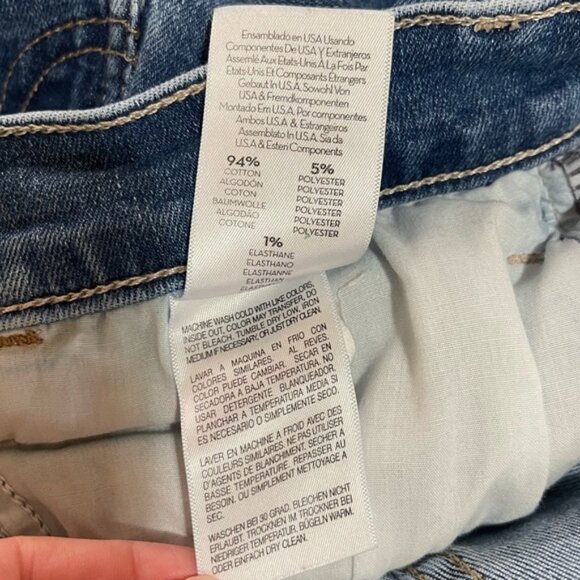 Ensamblado en USA Usando
Componentes De USA Y Extranjeros
Assemlé Aux Etats-Unis À La Fois Par
Etats-Unis Et Composants Étrangers
Gebaut In U.S.A. Sowohl Von
USA & Fremdkomponenten
Montado Em U.S.A. Por componentes
Ambos U.S.A & Estrangeiros
Assemblato In U.S.A. Sia da
U.S.A & Esteri Components
94% 5%
COTTON POLYESTER
ALGODÓN POLYESTER
COTON POLYESTER
BAUMWOLLE POLYESTER
ALGODÃO POLYESTER
COTONE POLYESTER
1%
ELASTHANE
ELASTHANO
ELASTHANNE
MACHINE WASH COLD WITH LIKE COLORS,
INSIDE OUT, COLOR MAY TRANSFER, DO
NOT BLEACH. TUMBLE DRY LOW. IRON
MEDIUM IF NECESSARY, OR JUST DRY CLEAN.
LAVAR A MAQUINA EN FRIO CON
COLORES SIMILARES. AL REVES.
COLOR PUEDE CAMBIAR. SECAR EN
SECADORA A BAJA TEMPERATURA, NO
USAR DETERGENTE BLANQUEADOR.
PLANCHAR A TEMPERATURA MEDIA SI
ES NECESARIO O SIMPLEMENTE SECO.
LAVER EN MACHINE A FROID AVEC DES
COULEURS SIMILAIRES. NE PAS UTILISER
D'AGENTS DE BLANCHIMENT. SECHER A
BASSE TEMPERATURE. REPASSER AU
BESOIN, OU SIMPLEMENT NETTOYAGE A
SEC.
WASCHEN BEI 30 GRAD, BLEICHEN NICHT
ERLAUBT. TROCKNEN IM TROCKNER BEI
NIEDRIGER TEMPERATUR, BÜGELN WARM.
ODER EINFACH DRY CLEAN.